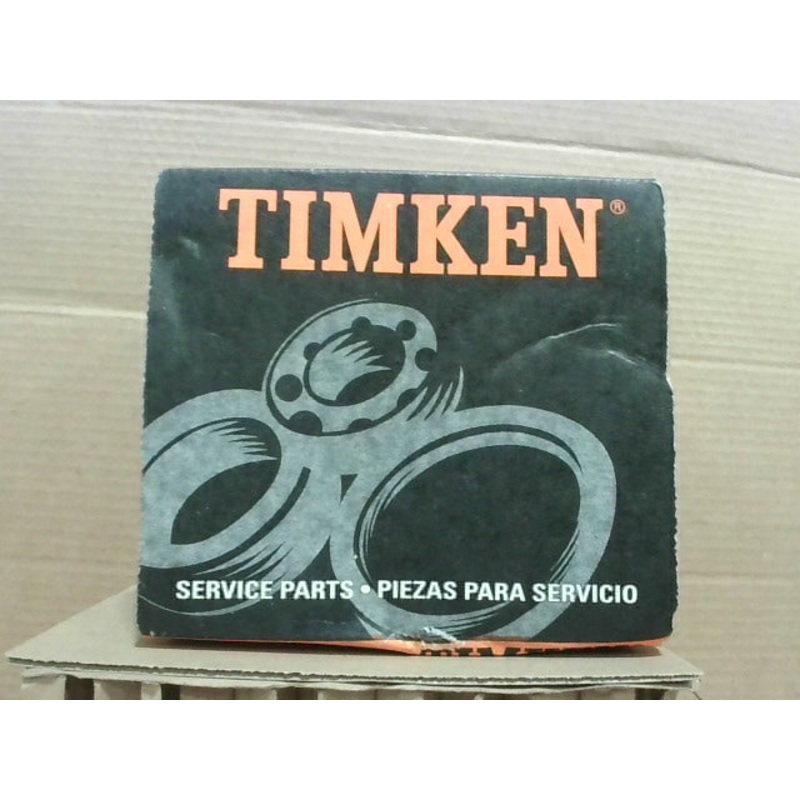 TIMKEN®
SERVICE PARTS • PIEZAS PARA SERVICIO